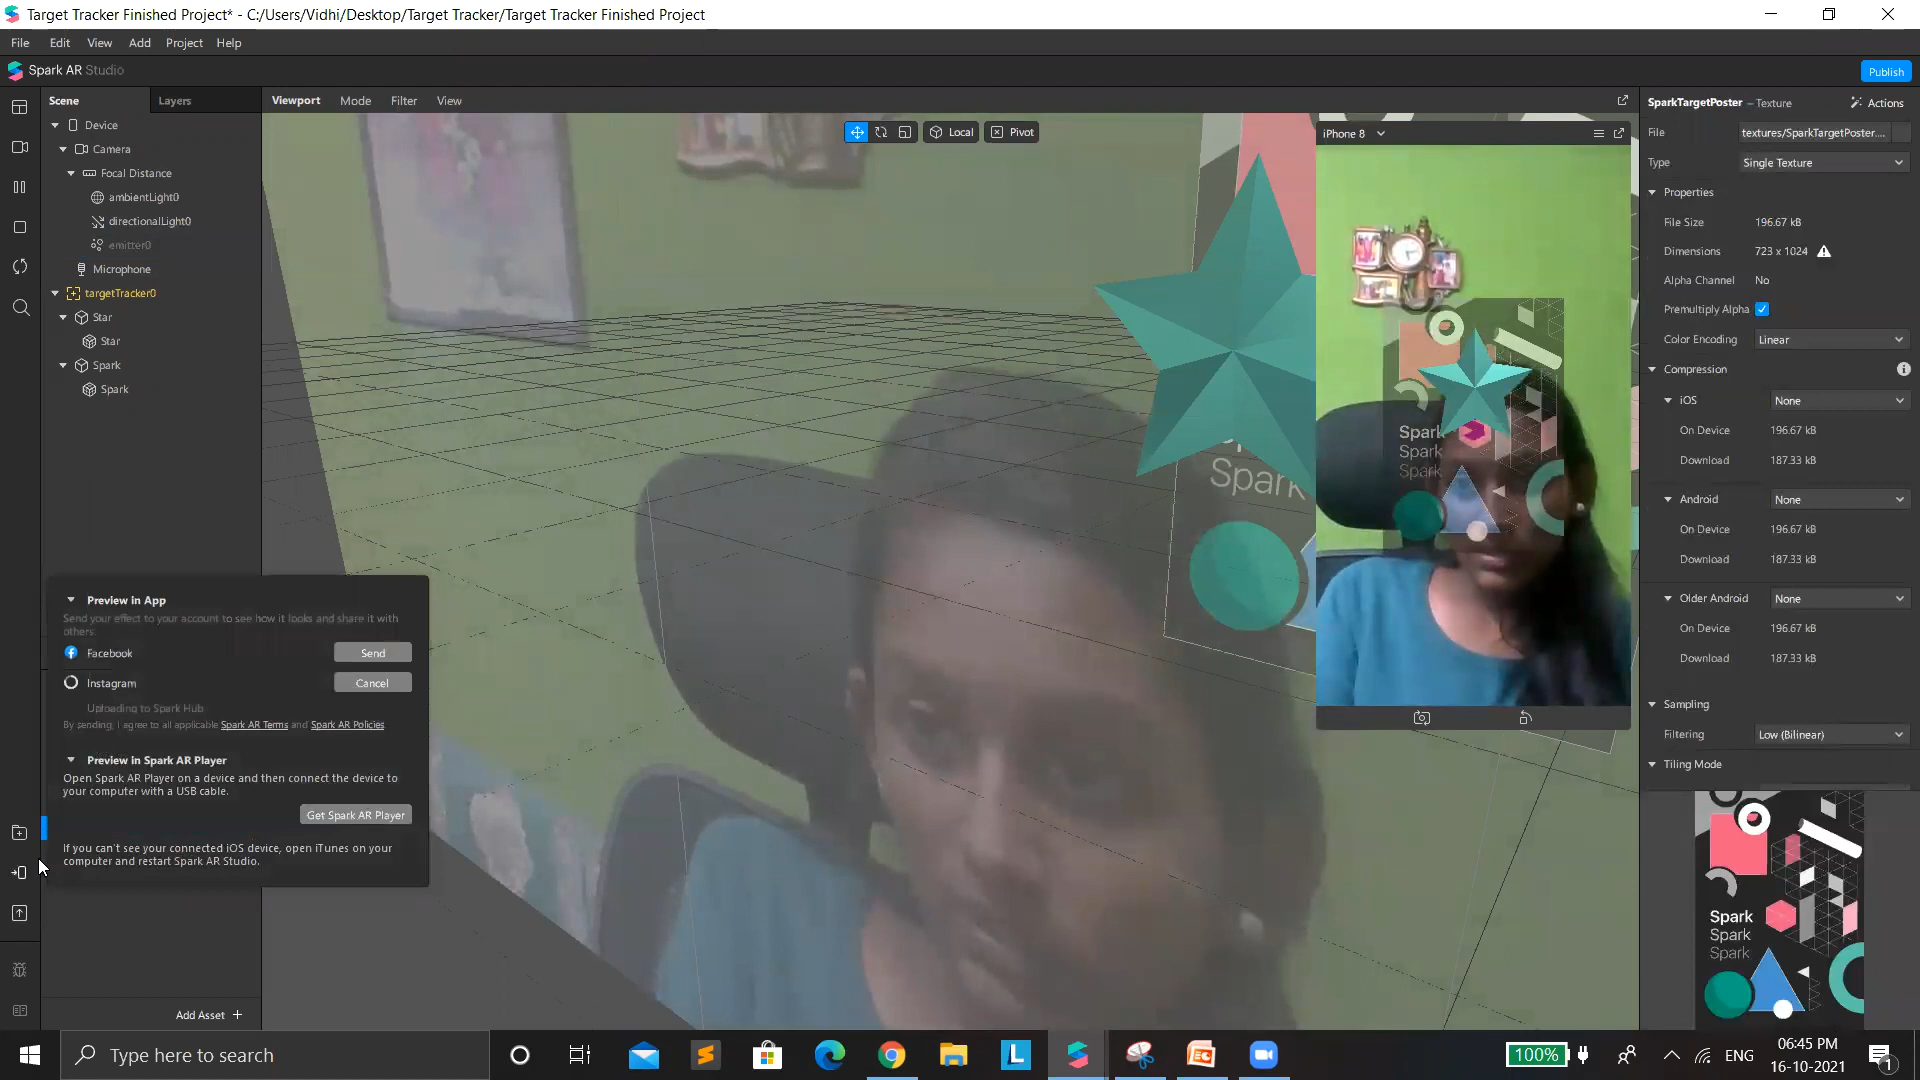 Target Tracker Finished Project* - C:/Users/Vidhi/Desktop/Target Tracker/Target Tracker Finished Project
File Edit View Add Project Help
Spark AR Studio
Publish
Scene Layers
Viewport Mode Filter View
SparkTargetPoster – Texture Actions
Device
Camera
Focal Distance
ambientLight0
directionalLight0
emitter0
Microphone
targetTracker0
Star
Star
Spark
Spark
Local
Pivot
iPhone 8
Spark
Spark
Spark
Spark
File textures/SparkTargetPoster....
Type Single Texture
Properties
File Size 196.67 kB
Dimensions 723 x 1024
Alpha Channel No
Premultiply Alpha
Color Encoding Linear
Compression
iOS None
On Device 196.67 kB
Download 187.33 kB
Android None
On Device 196.67 kB
Download 187.33 kB
Older Android None
On Device 196.67 kB
Download 187.33 kB
Sampling
Filtering Low (Bilinear)
Tiling Mode
Spark
Spark
Spark
Preview in App
Send your effect to your account to see how it looks and share it with
others.
Facebook Send
Instagram Cancel
Uploading to Spark Hub
By sending, I agree to all applicable Spark AR Terms and Spark AR Policies
Preview in Spark AR Player
Open Spark AR Player on a device and then connect the device to
your computer with a USB cable.
Get Spark AR Player
If you can't see your connected iOS device, open iTunes on your
computer and restart Spark AR Studio.
Add Asset +
Type here to search
100%
ENG
06:45 PM
16-10-2021
1